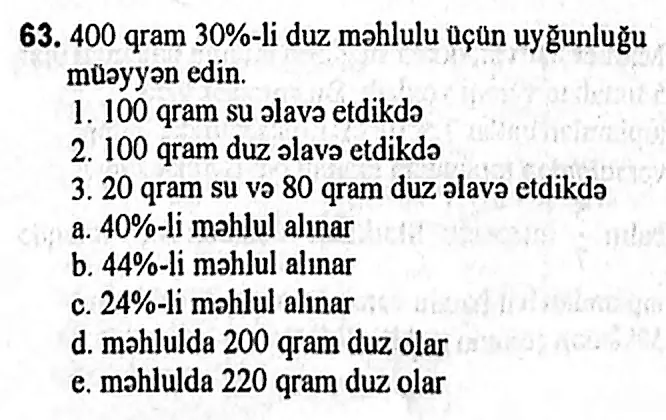 63. 400 qram 30%-li duz məhlulu üçün uyğunluğu
müəyyən edin.
1. 100 qram su əlavə etdikdə
2. 100 qram duz əlavə etdikdə
3. 20 qram su və 80 qram duz əlavə etdikdə
a. 40%-li məhlul alınar
b. 44%-li məhlul alınar
c. 24%-li məhlul alınar
d. məhlulda 200 qram duz olar
e. məhlulda 220 qram duz olar